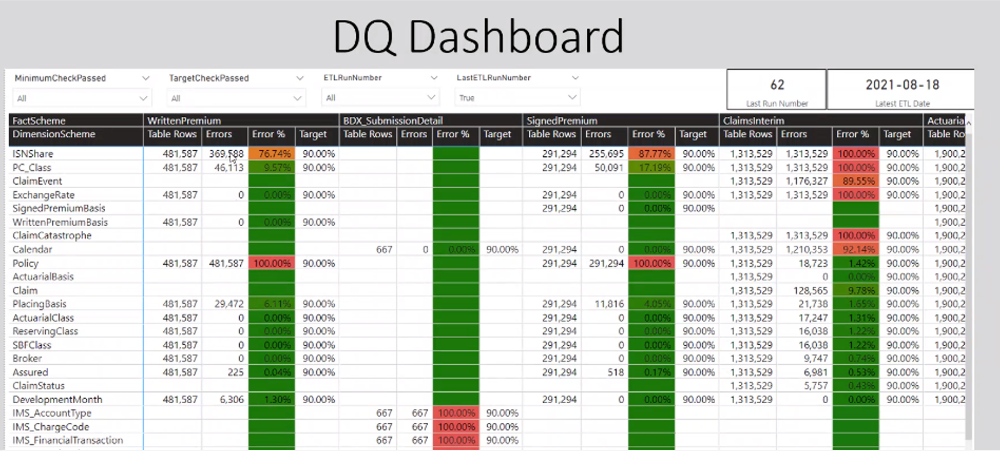 DQ Dashboard
MinimumCheckPassed TargetCheckPassed ETLRunNumber LastETLRunNumber
All All All True
62 2021-08-18
Last Run Number Latest ETL Date
FactScheme WrittenPremium BDX_SubmissionDetail SignedPremium ClaimsInterim Actuaria
DimensionScheme Table Rows Errors Error % Target Table Rows Errors Error % Target Table Rows Errors Error % Target Table Rows Errors Error % Target Table Ro
ISNShare 481,587 369,588 76.74% 90.00% 291,294 255,695 87.77% 90.00% 1,313,529 1,313,529 100.00% 90.00% 1,900,2
PC_Class 481,587 46,113 9.57% 90.00% 291,294 50,091 17.19% 90.00% 1,313,529 1,313,529 100.00% 90.00% 1,900,2
ClaimEvent 1,313,529 1,176,327 89.55% 90.00% 1,900,2
ExchangeRate 481,587 0 0.00% 90.00% 291,294 0 0.00% 90.00% 1,313,529 1,313,529 100.00% 90.00% 1,900,2
SignedPremiumBasis 291,294 0 0.00% 90.00% 1,900,2
WrittenPremiumBasis 481,587 0 0.00% 90.00% 1,900,2
ClaimCatastrophe 1,313,529 1,313,529 100.00% 90.00% 1,900,2
Calendar 667 0 0.00% 90.00% 291,294 0 0.00% 90.00% 1,313,529 1,210,353 92.14% 90.00% 1,900,2
Policy 481,587 481,587 100.00% 90.00% 291,294 291,294 100.00% 90.00% 1,313,529 18,723 1.42% 90.00% 1,900,2
ActuarialBasis 1,313,529 0 0.00% 90.00% 1,900,2
Claim 1,313,529 128,565 9.78% 90.00% 1,900,2
PlacingBasis 481,587 29,472 6.11% 90.00% 291,294 11,816 4.05% 90.00% 1,313,529 21,738 1.65% 90.00% 1,900,2
ActuarialClass 481,587 0 0.00% 90.00% 291,294 0 0.00% 90.00% 1,313,529 17,247 1.31% 90.00% 1,900,2
ReservingClass 481,587 0 0.00% 90.00% 291,294 0 0.00% 90.00% 1,313,529 16,038 1.22% 90.00% 1,900,2
SBFClass 481,587 0 0.00% 90.00% 291,294 0 0.00% 90.00% 1,313,529 16,038 1.22% 90.00% 1,900,2
Broker 481,587 0 0.00% 90.00% 291,294 0 0.00% 90.00% 1,313,529 9,747 0.74% 90.00% 1,900,2
Assured 481,587 225 0.04% 90.00% 291,294 518 0.17% 90.00% 1,313,529 6,981 0.53% 90.00% 1,900,2
ClaimStatus 1,313,529 5,757 0.43% 90.00% 1,900,2
DevelopmentMonth 481,587 6,306 1.30% 90.00% 291,294 0 0.00% 90.00% 1,313,529 0 0.00% 90.00% 1,900,2
IMS_AccountType 667 667 100.00% 90.00%
IMS_ChargeCode 667 667 100.00% 90.00%
IMS_FinancialTransaction 667 667 100.00% 90.00%